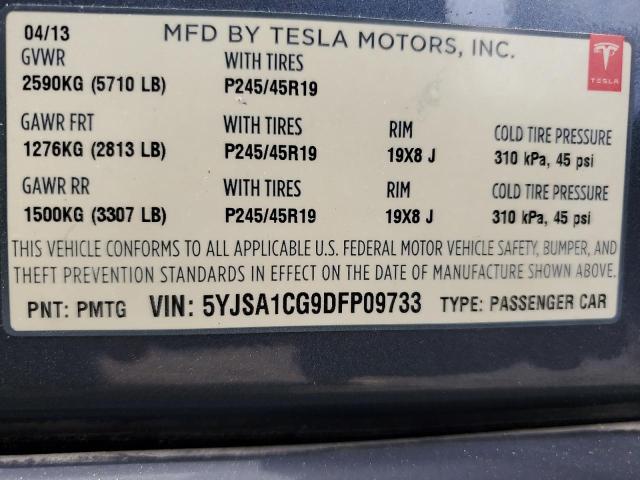 04/13 MFD BY TESLA MOTORS, INC.
TESLA
GVWR WITH TIRES
2590KG (5710 LB) P245/45R19
GAWR FRT WITH TIRES RIM COLD TIRE PRESSURE
1276KG (2813 LB) P245/45R19 19X8 J 310 kPa, 45 psi
GAWR RR WITH TIRES RIM COLD TIRE PRESSURE
1500KG (3307 LB) P245/45R19 19X8 J 310 kPa, 45 psi
THIS VEHICLE CONFORMS TO ALL APPLICABLE U.S. FEDERAL MOTOR VEHICLE SAFETY, BUMPER, AND
THEFT PREVENTION STANDARDS IN EFFECT ON THE DATE OF MANUFACTURE SHOWN ABOVE.
PNT: PMTG VIN: 5YJSA1CG9DFP09733 TYPE: PASSENGER CAR